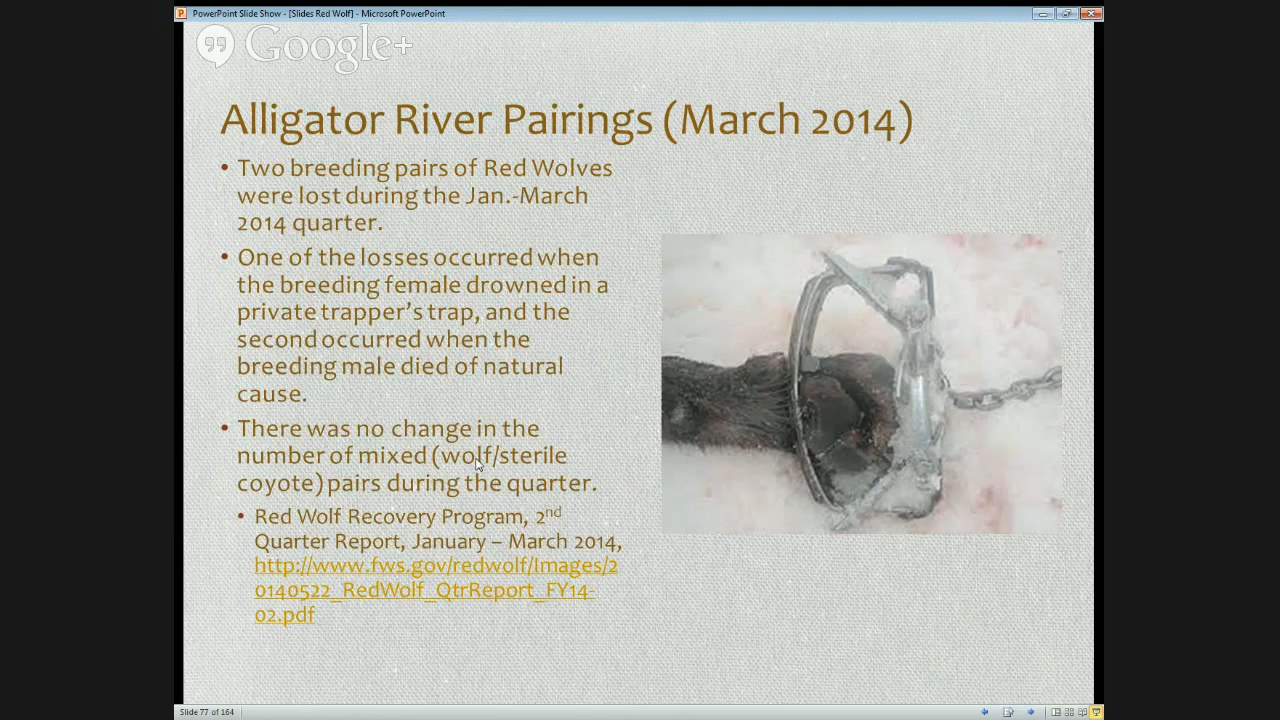 PowerPoint Slide Show - [Slides Red Wolf] - Microsoft PowerPoint
Google+
Alligator River Pairings (March 2014)
• Two breeding pairs of Red Wolves
were lost during the Jan.-March
2014 quarter.
• One of the losses occurred when
the breeding female drowned in a
private trapper's trap, and the
second occurred when the
breeding male died of natural
cause.
• There was no change in the
number of mixed (wolf/sterile
coyote) pairs during the quarter.
• Red Wolf Recovery Program, 2nd
Quarter Report, January – March 2014,
http://www.fws.gov/redwolf/Images/2
0140522_RedWolf_QtrReport_FY14-
02.pdf
Slide 77 of 164